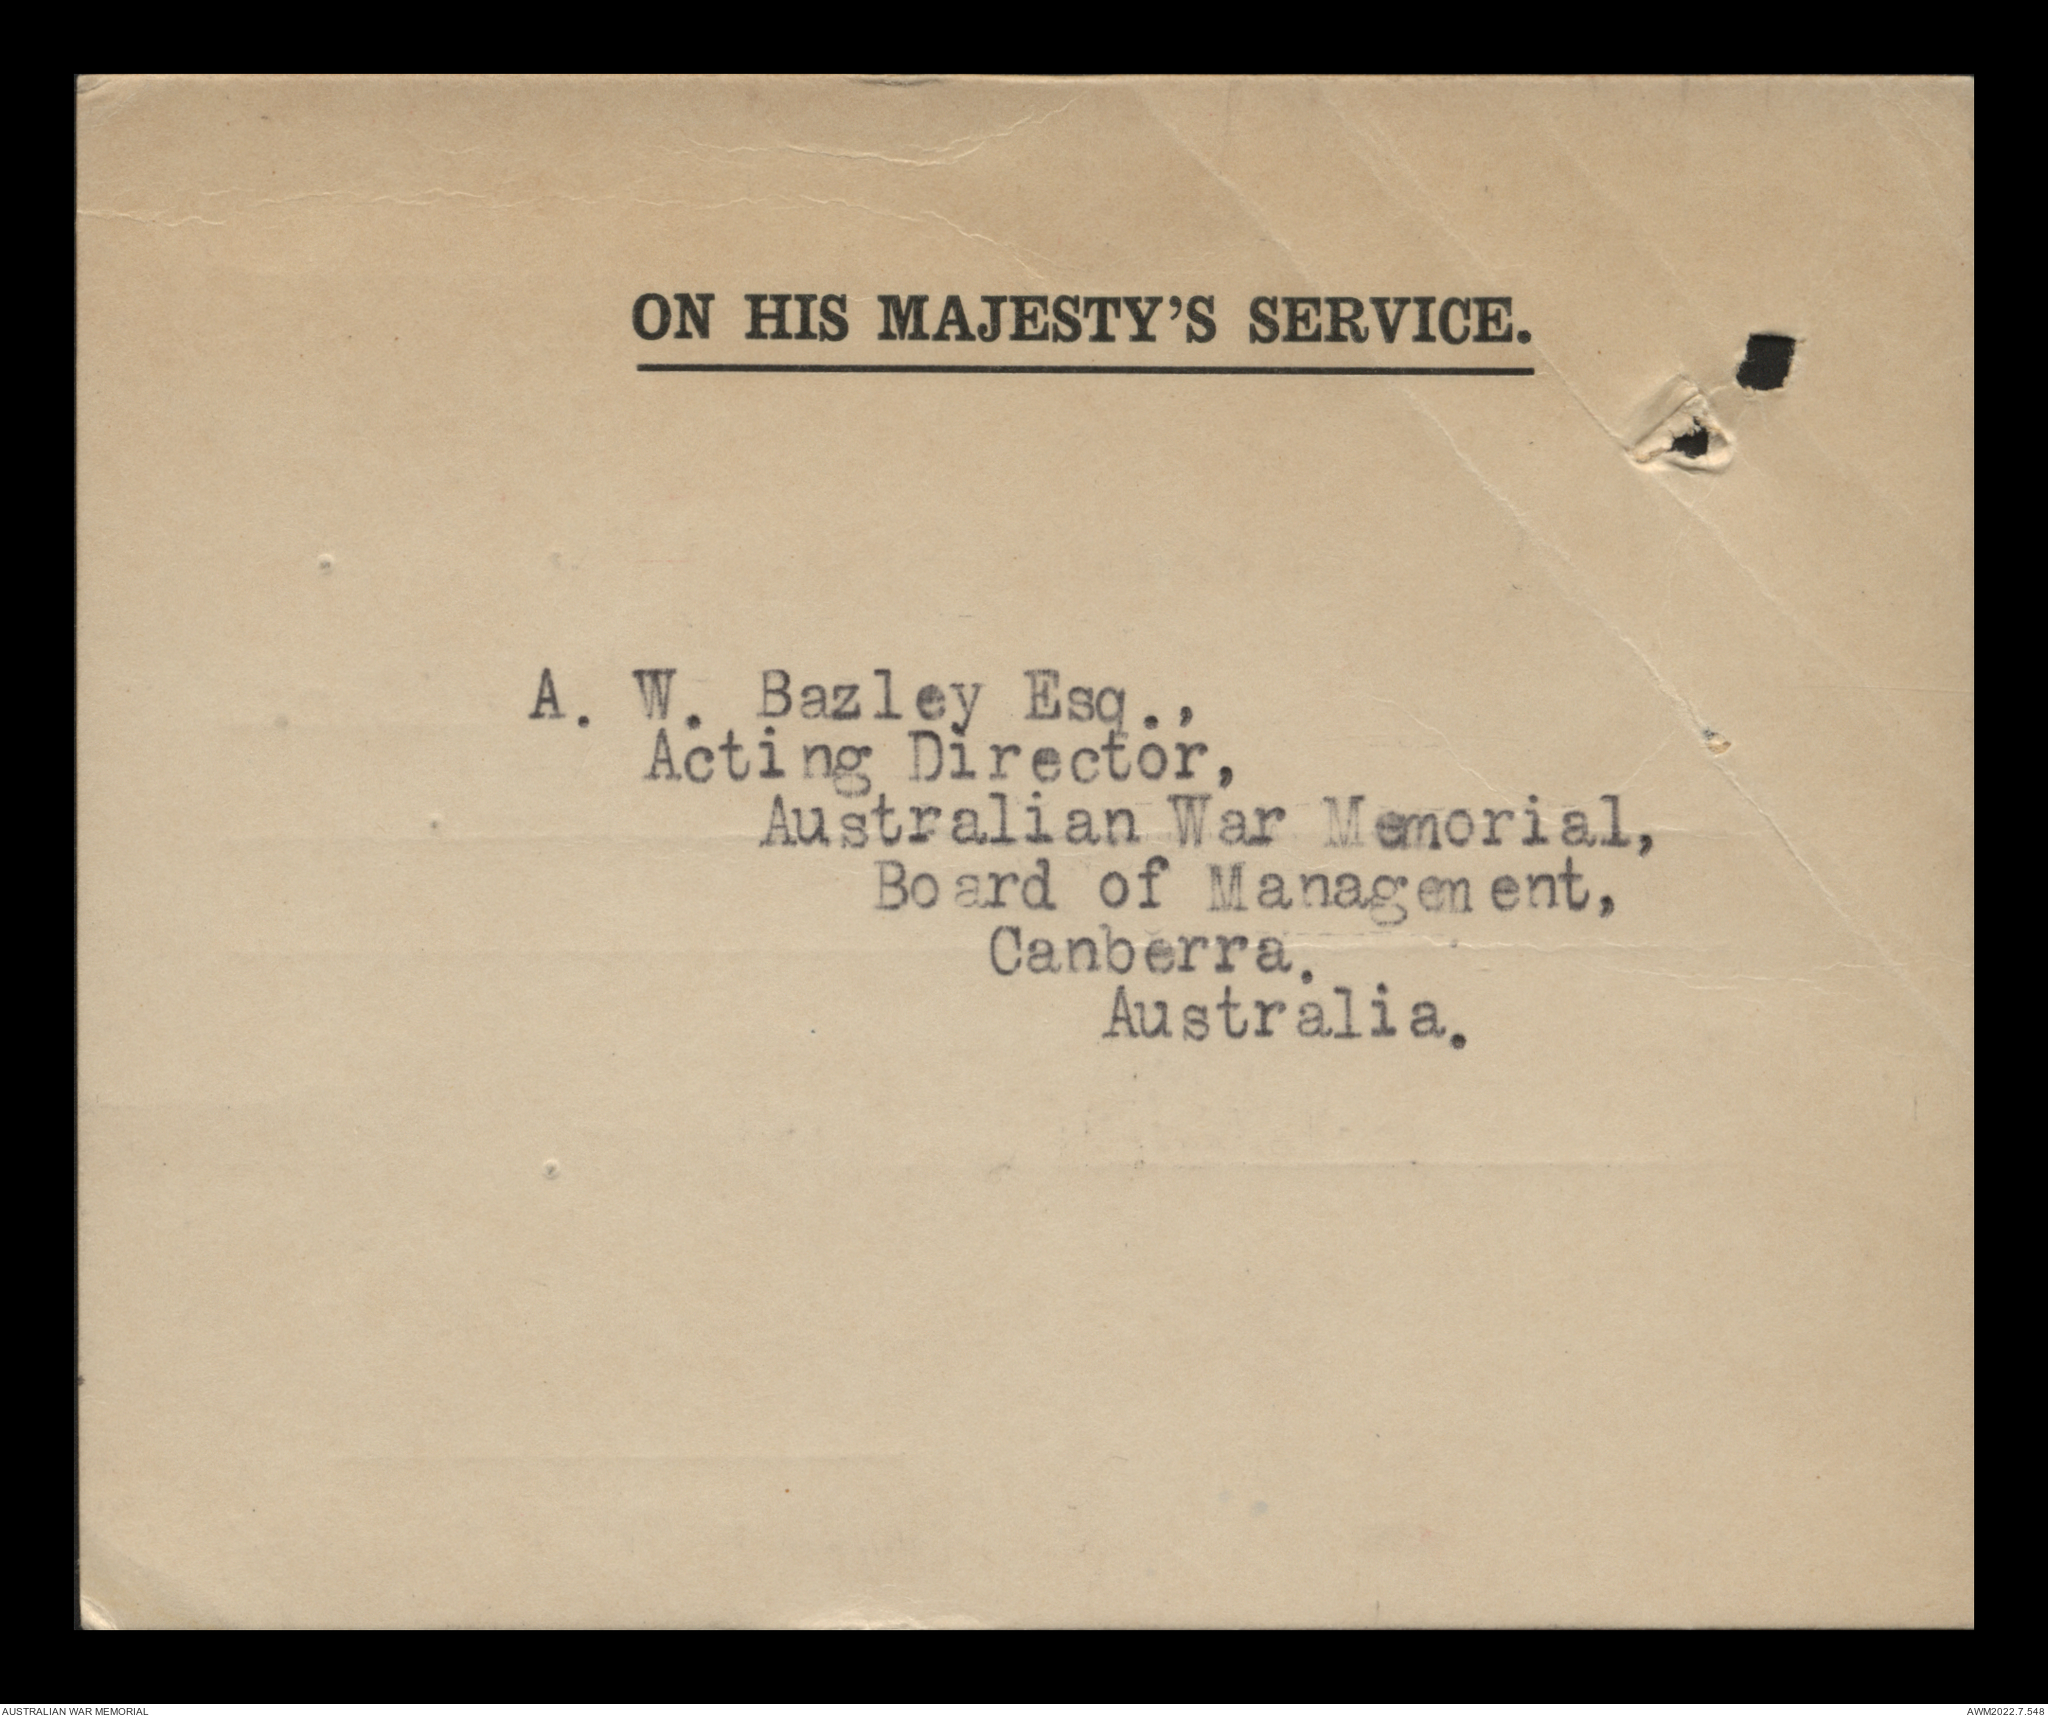 ON HIS MAJESTY'S SERVICE.
A. W. Bazley Esq.,
Acting Director,
Australian War Memorial,
Board of Management,
Canberra.
Australia.
AUSTRALIAN WAR MEMORIAL
AWM2022.7.548